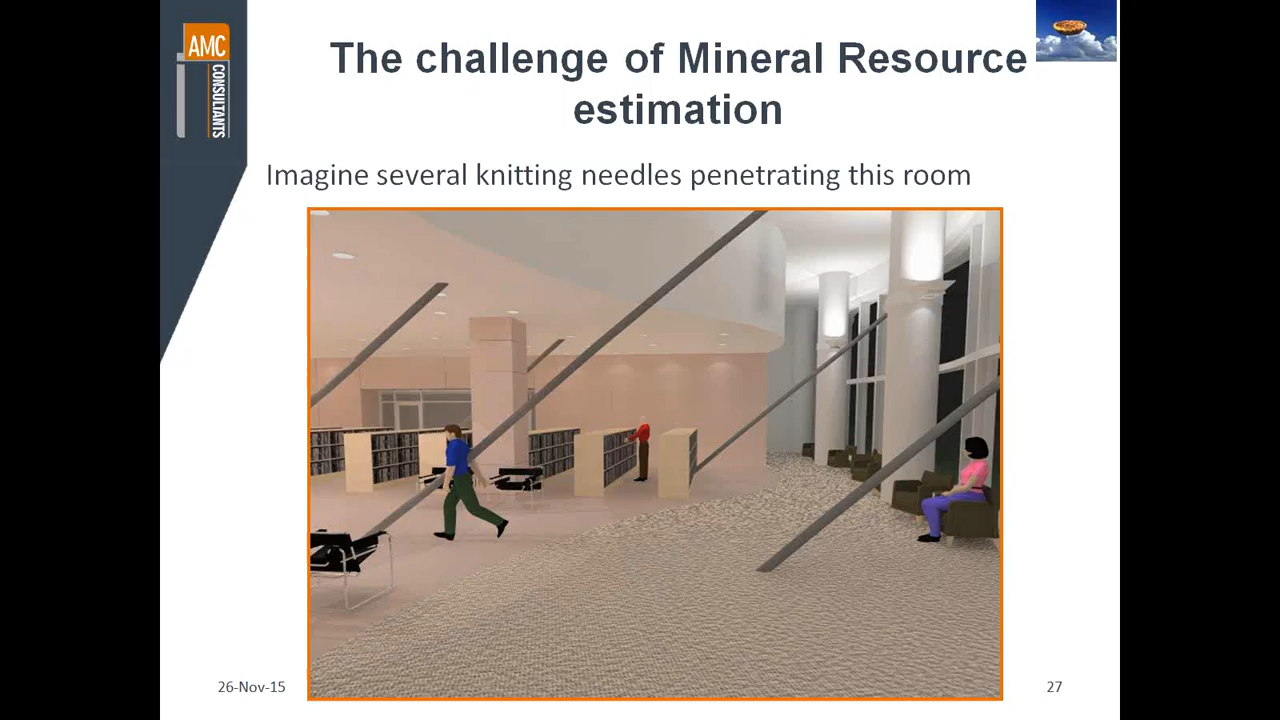 AMC
CONSULTANTS
The challenge of Mineral Resource
estimation
Imagine several knitting needles penetrating this room
26-Nov-15
27